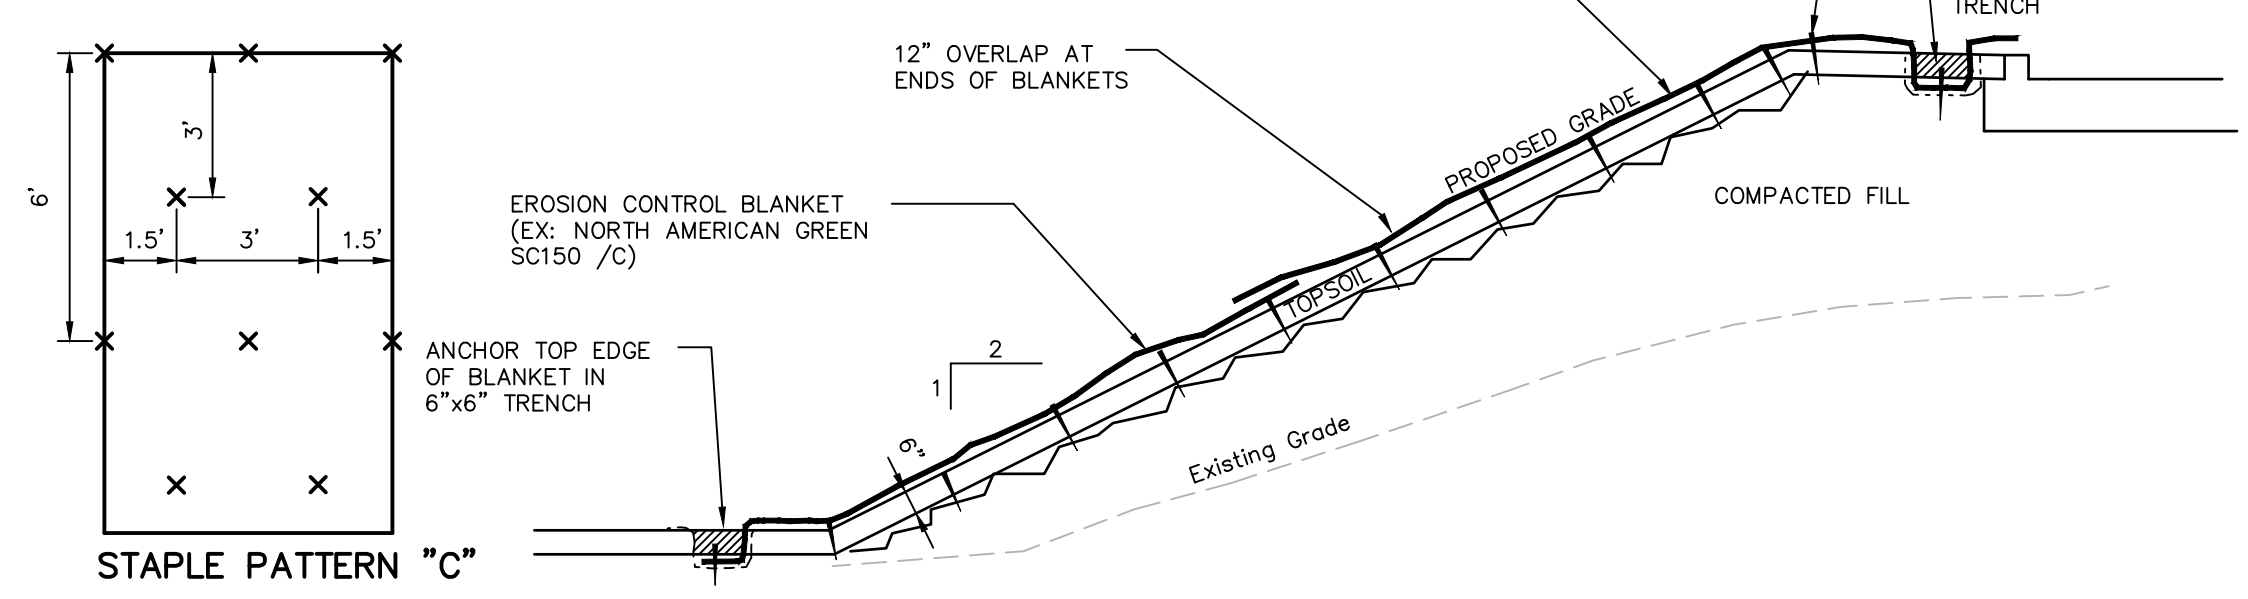 TRENCH
12" OVERLAP AT
ENDS OF BLANKETS
3'
6'
PROPOSED GRADE
COMPACTED FILL
EROSION CONTROL BLANKET
(EX: NORTH AMERICAN GREEN
SC150 /C)
1.5'
3'
1.5'
TOPSOIL
ANCHOR TOP EDGE
OF BLANKET IN
6"x6" TRENCH
2
1
6"
Existing Grade
STAPLE PATTERN "C"